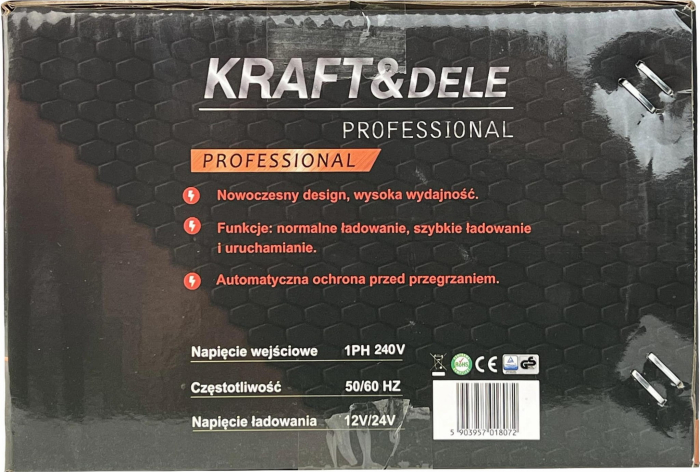 KRAFT&DELE
PROFESSIONAL
PROFESSIONAL
Nowoczesny design, wysoka wydajność.
Funkcje: normalne ładowanie, szybkie ładowanie
i uruchamianie.
Automatyczna ochrona przed przegrzaniem.
Napięcie wejściowe 1PH 240V
Częstotliwość 50/60 HZ
Napięcie ładowania 12V/24V
CE
5 903957 018072